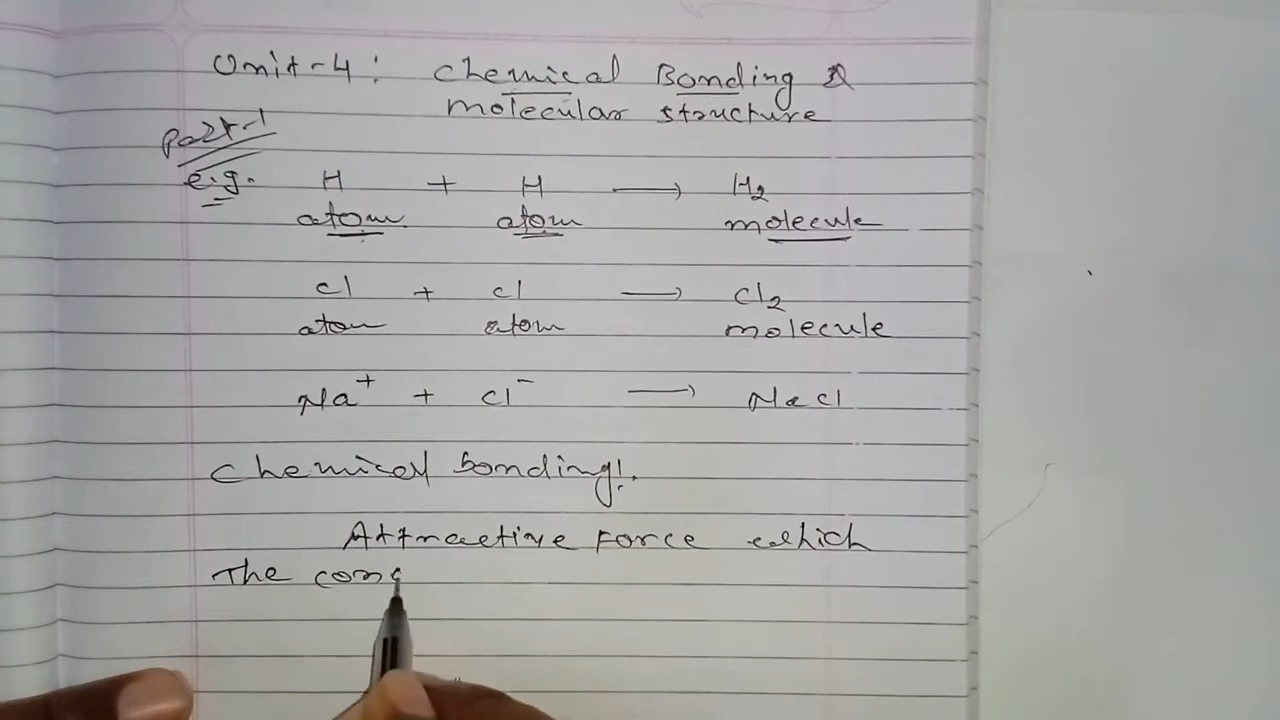 Unit-4: Chemical Bonding &
molecular structure
Part-1
e.g. H + H → H₂
atom atom molecule
Cl + Cl → Cl₂
atom atom molecule
Na⁺ + Cl⁻ → NaCl
Chemical bonding:.
Attractive Force which
The cons